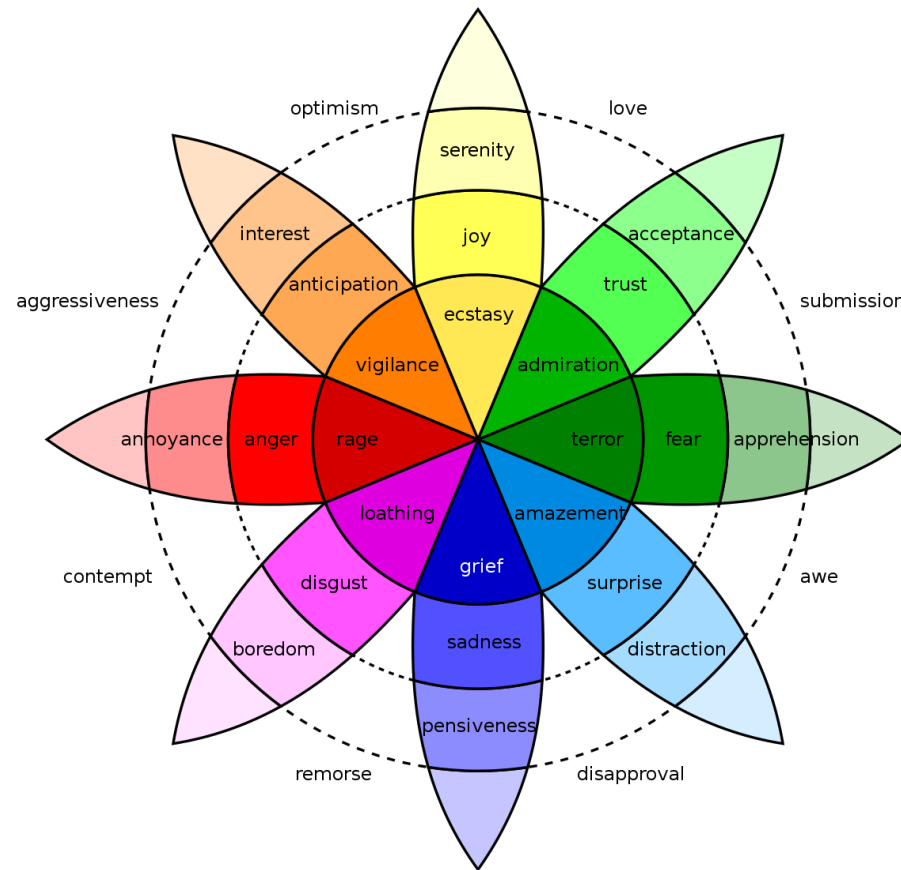 optimism
love
serenity
interest
joy
acceptance
anticipation
trust
aggressiveness
submission
ecstasy
vigilance
admiration
annoyance
anger
rage
terror
fear
apprehension
loathing
amazement
grief
contempt
disgust
surprise
awe
sadness
boredom
distraction
pensiveness
remorse
disapproval